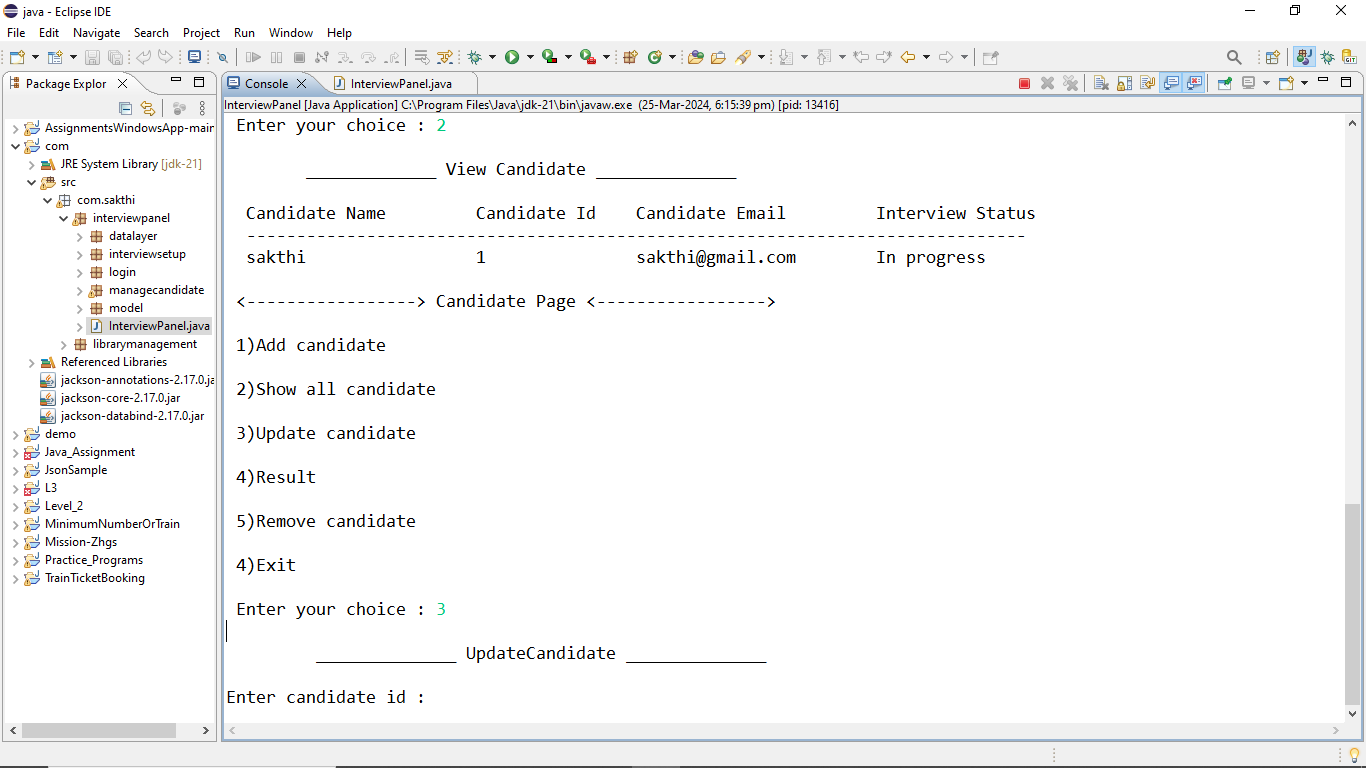 java - Eclipse IDE
File Edit Navigate Search Project Run Window Help
Package Explor
Console
InterviewPanel.java
InterviewPanel [Java Application] C:\Program Files\Java\jdk-21\bin\javaw.exe (25-Mar-2024, 6:15:39 pm) [pid: 13416]
AssignmentsWindowsApp-main
com
JRE System Library [jdk-21]
src
com.sakthi
interviewpanel
datalayer
interviewsetup
login
managecandidate
model
InterviewPanel.java
librarymanagement
Referenced Libraries
jackson-annotations-2.17.0.ja
jackson-core-2.17.0.jar
jackson-databind-2.17.0.jar
demo
Java_Assignment
JsonSample
L3
Level_2
MinimumNumberOrTrain
Mission-Zhgs
Practice_Programs
TrainTicketBooking
Enter your choice : 2
_____________ View Candidate ______________
Candidate Name Candidate Id Candidate Email Interview Status
------------------------------------------------------------------------------
sakthi 1 sakthi@gmail.com In progress
<-----------------> Candidate Page <----------------->
1)Add candidate
2)Show all candidate
3)Update candidate
4)Result
5)Remove candidate
4)Exit
Enter your choice : 3
______________ UpdateCandidate ______________
Enter candidate id :